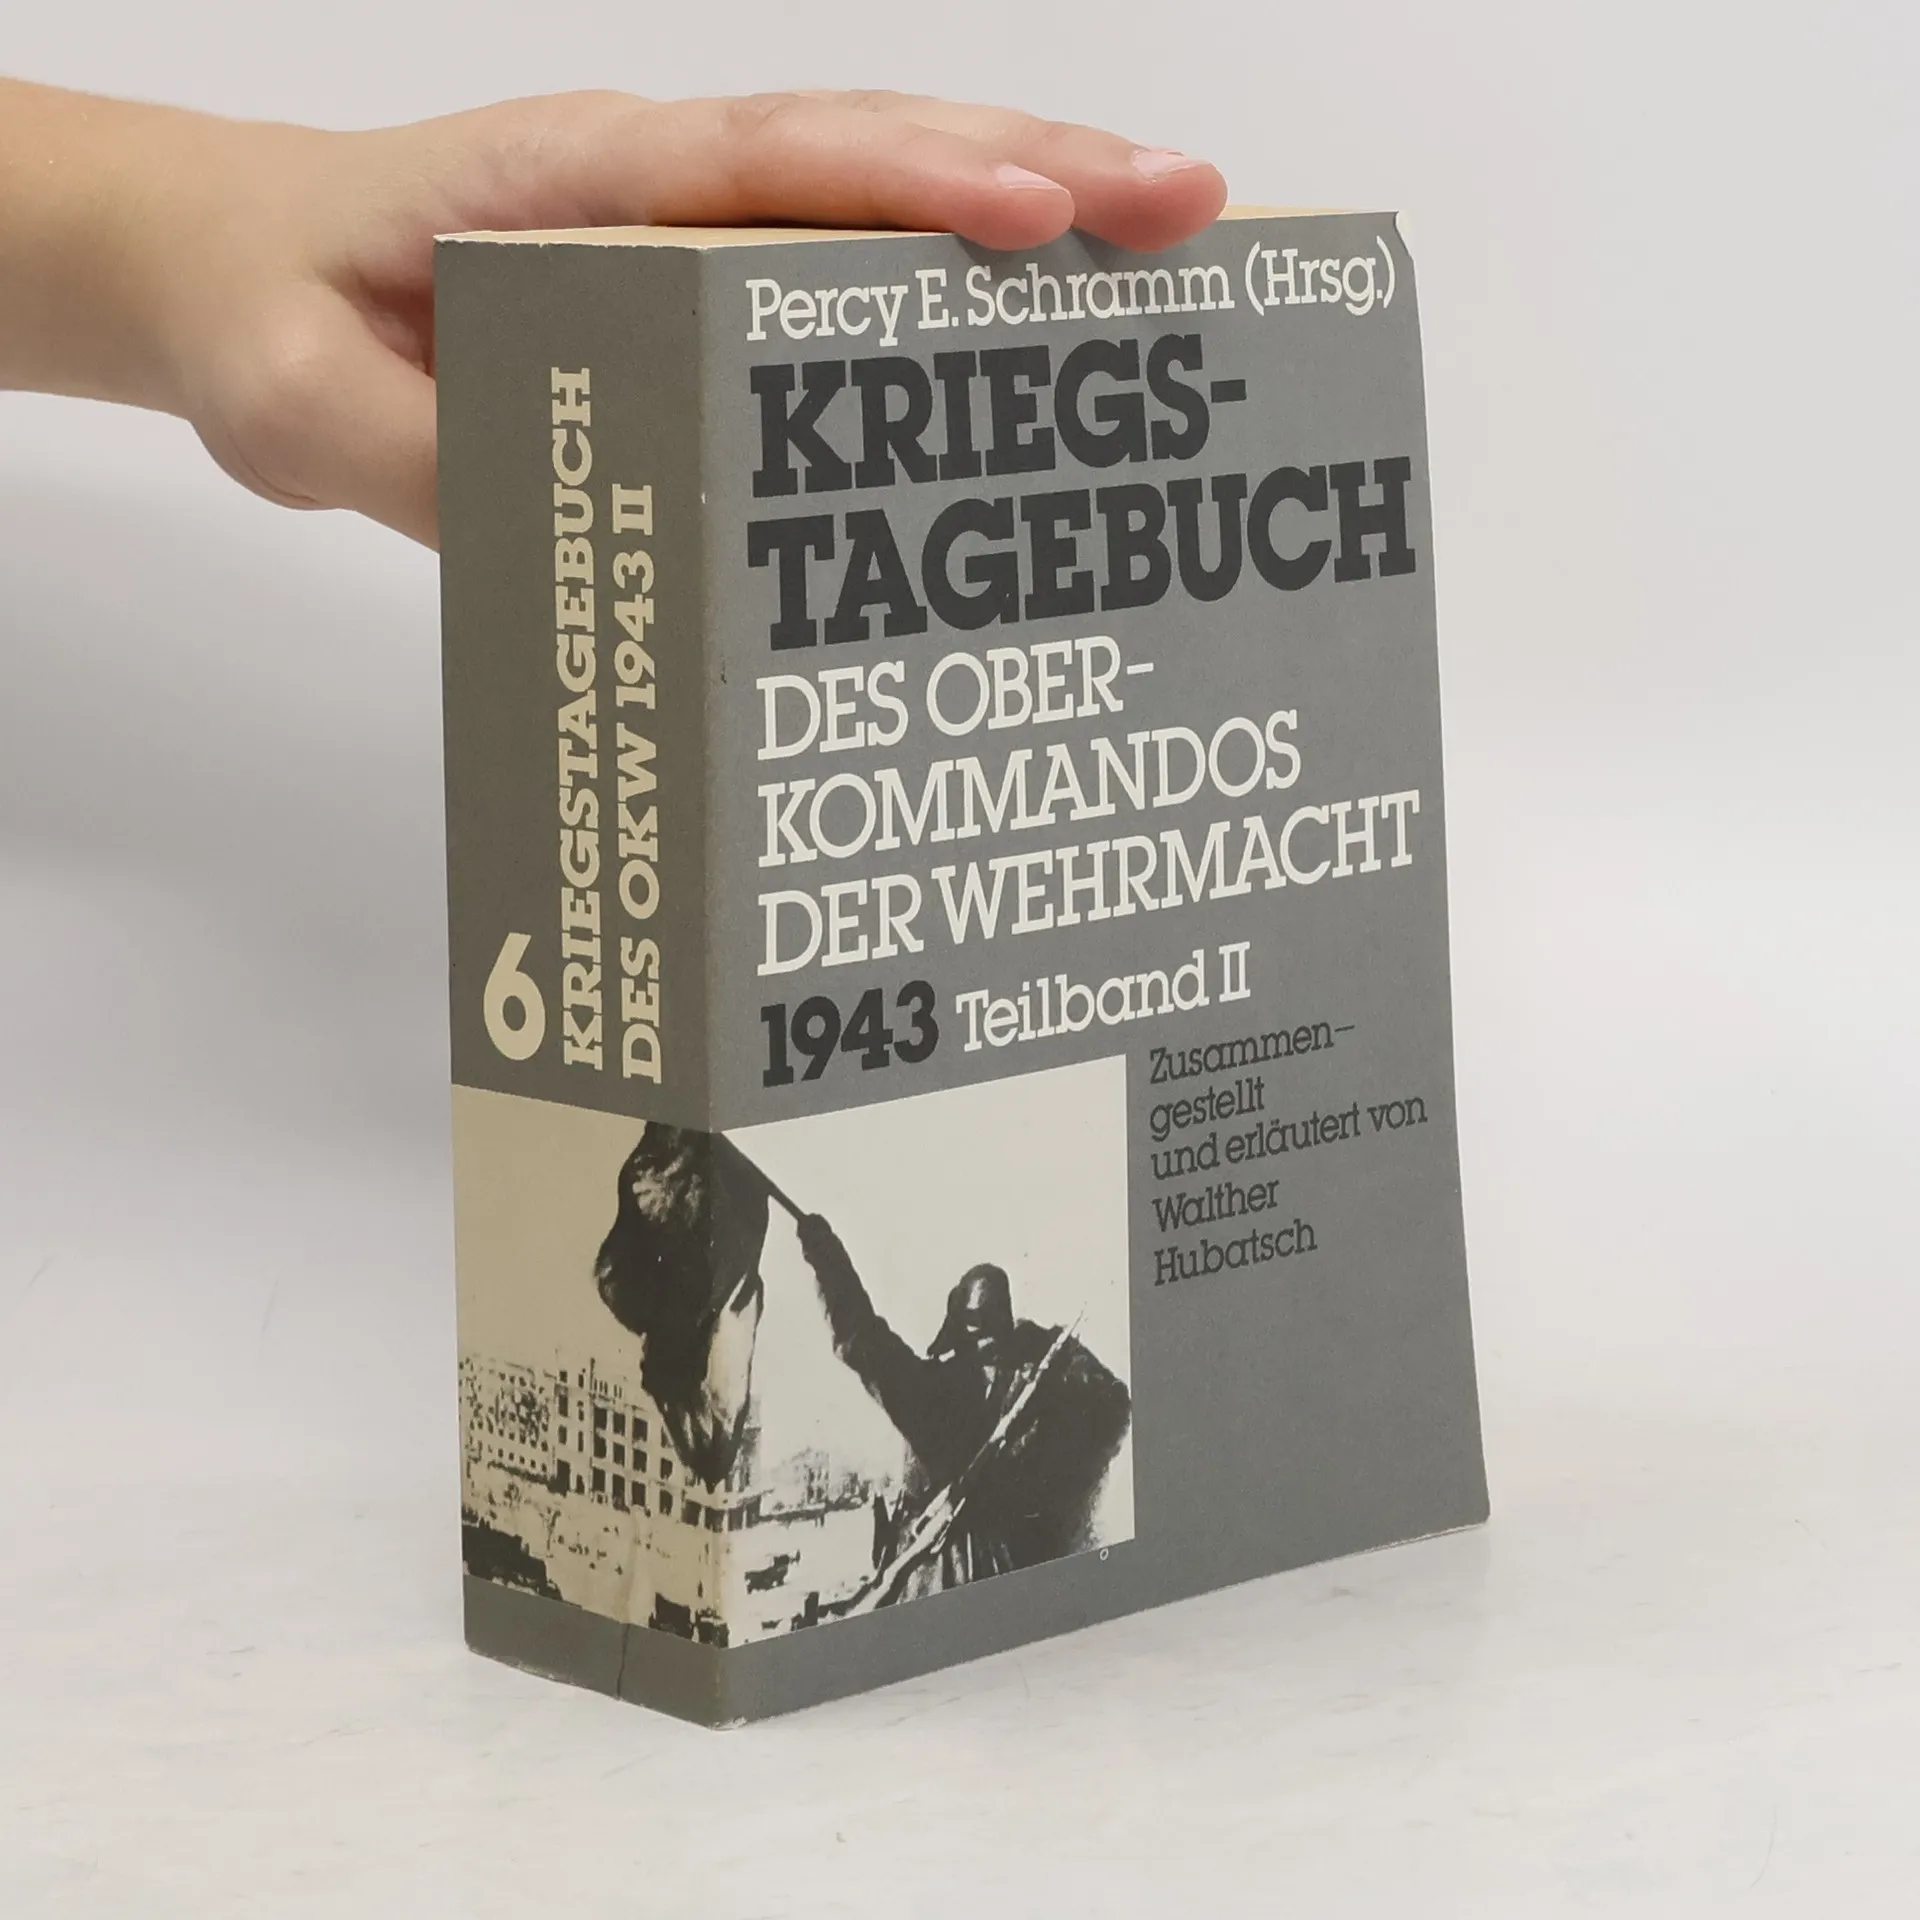 Percy E. Schramm (Hrsg.)
KRIEGS-
TAGEBUCH
DES OBER-
KOMMANDOS
DER WEHRMACHT
1943 Teilband II
Zusammen-
gestellt
und erläutert von
Walther
Hubatsch
6
KRIEGSTAGEBUCH
DES OKW 1943 II